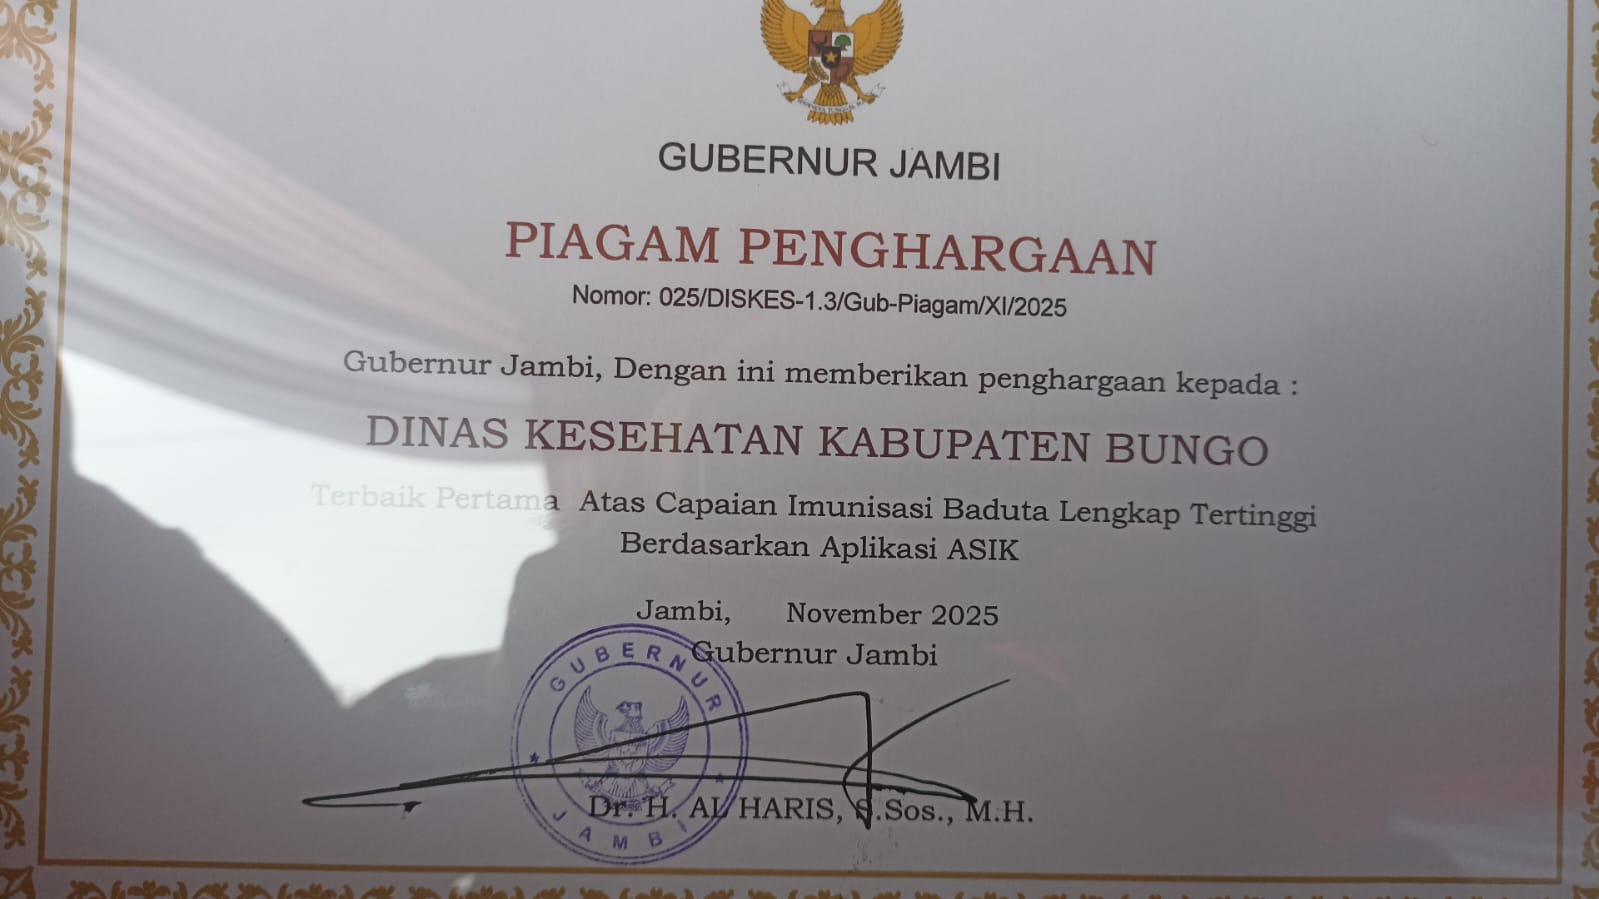 GUBERNUR JAMBI
PIAGAM PENGHARGAAN
Nomor: 025/DISKES-1.3/Gub-Piagam/XI/2025
Gubernur Jambi, Dengan ini memberikan penghargaan kepada :
DINAS KESEHATAN KABUPATEN BUNGO
Terbaik Pertama Atas Capaian Imunisasi Baduta Lengkap Tertinggi
Berdasarkan Aplikasi ASIK
Jambi, November 2025
Gubernur Jambi
GUBERNUR
JAMBI
Dr. H. AL HARIS, S.Sos., M.H.